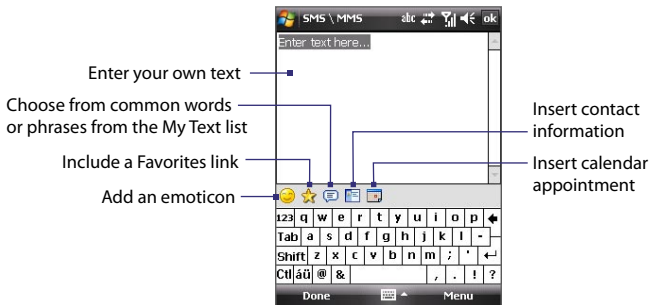 SMS \ MMS abc ok
Enter text here...
Enter your own text
Choose from common words
or phrases from the My Text list
Include a Favorites link
Add an emoticon
Insert contact
information
Insert calendar
appointment
123 q w e r t y u i o p
Tab a s d f g h j k l -
Shift z x c v b n m ; '
Ctl áü @ & , . ! ?
Done Menu